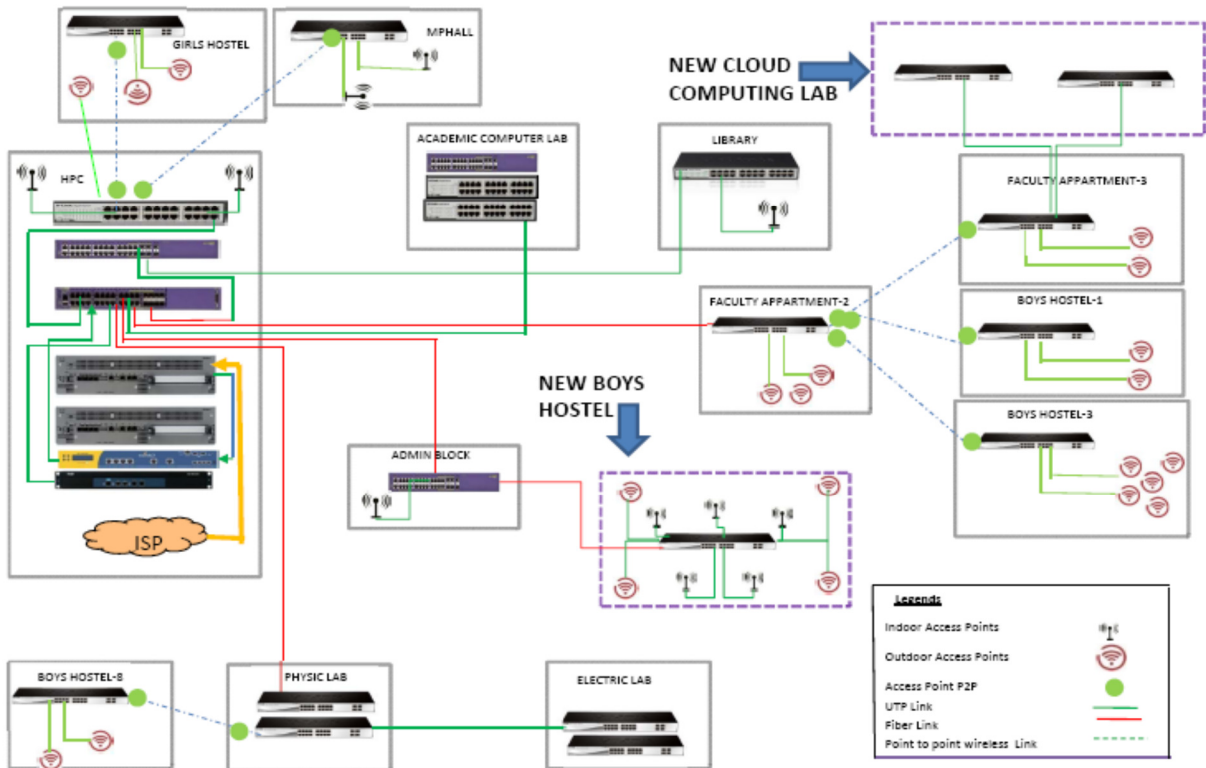 GIRLS HOSTEL
MPHALL
NEW CLOUD
COMPUTING LAB
ACADEMIC COMPUTER LAB
LIBRARY
HPC
FACULTY APPARTMENT-3
FACULTY APPARTMENT-2
BOYS HOSTEL-1
NEW BOYS
HOSTEL
BOYS HOSTEL-3
ADMIN BLOCK
ISP
Legends
Indoor Access Points
Outdoor Access Points
Access Point P2P
UTP Link
Fiber Link
Point to point wireless Link
BOYS HOSTEL-8
PHYSIC LAB
ELECTRIC LAB